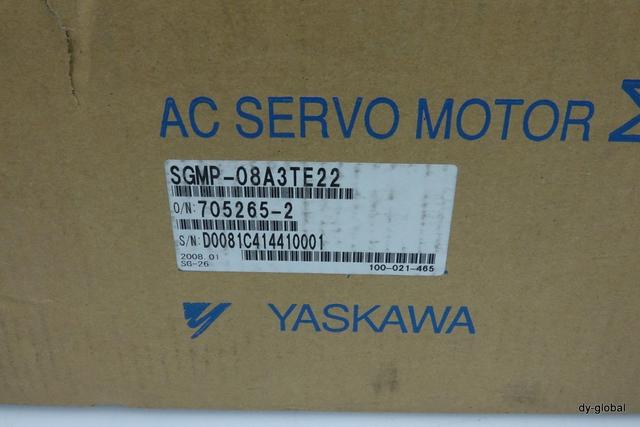 AC SERVO MOTOR Σ
SGMP-08A3TE22
O/N: 705265-2
S/N: D0081C414410001
2008.01
SG-26
100-021-465
YASKAWA
dy-global